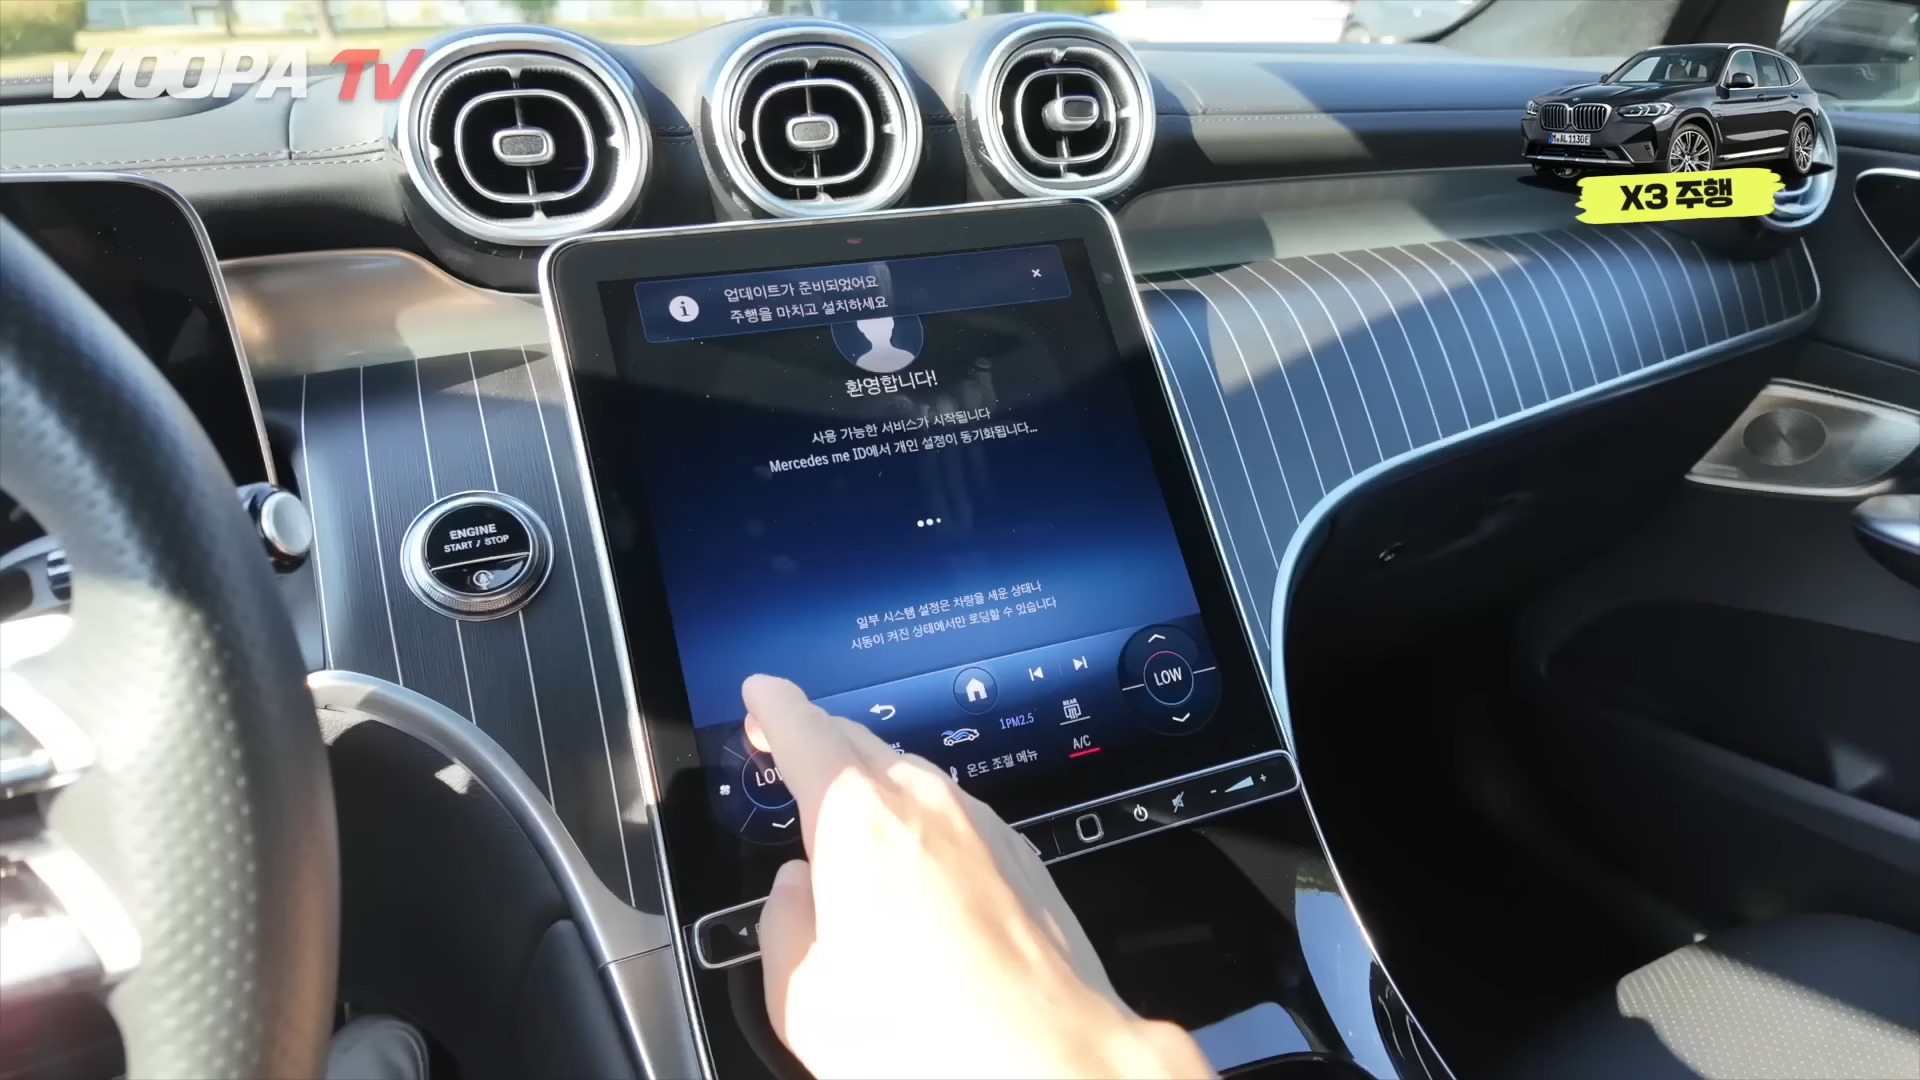 WOOPA TV
M·AL1130E
X3 주행
업데이트가 준비되었어요
주행을 마치고 설치하세요
환영합니다!
사용 가능한 서비스가 시작됩니다
Mercedes me ID에서 개인 설정이 동기화됩니다...
ENGINE
START / STOP
일부 시스템 설정은 차량을 세운 상태나
시동이 켜진 상태에서만 로딩할 수 있습니다
LOW
REAR
1PM2.5
A/C
온도 조절 메뉴